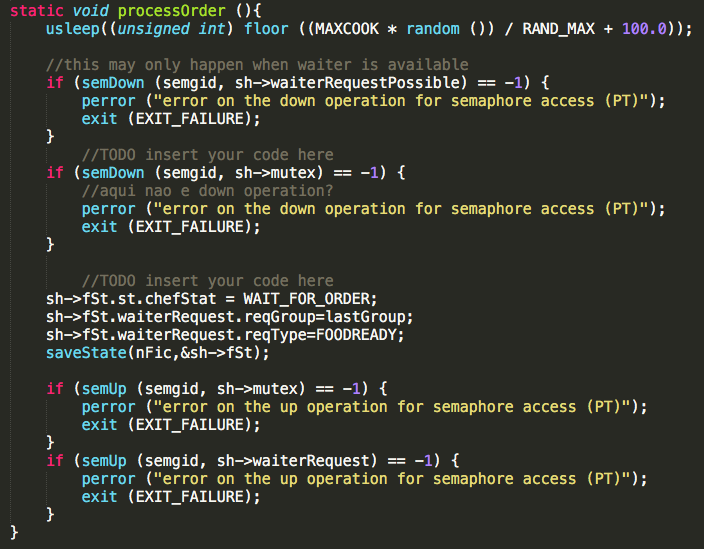 static void processOrder (){
    usleep((unsigned int) floor ((MAXCOOK * random ()) / RAND_MAX + 100.0));

    //this may only happen when waiter is available
    if (semDown (semgid, sh->waiterRequestPossible) == -1) {
        perror ("error on the down operation for semaphore access (PT)");
        exit (EXIT_FAILURE);
    }
        //TODO insert your code here
    if (semDown (semgid, sh->mutex) == -1) {
        //aqui nao e down operation?
        perror ("error on the down operation for semaphore access (PT)");
        exit (EXIT_FAILURE);
    }

        //TODO insert your code here
    sh->fSt.st.chefStat = WAIT_FOR_ORDER;
    sh->fSt.waiterRequest.reqGroup=lastGroup;
    sh->fSt.waiterRequest.reqType=FOODREADY;
    saveState(nFic,&sh->fSt);

    if (semUp (semgid, sh->mutex) == -1) {
        perror ("error on the up operation for semaphore access (PT)");
        exit (EXIT_FAILURE);
    }
    if (semUp (semgid, sh->waiterRequest) == -1) {
        perror ("error on the up operation for semaphore access (PT)");
        exit (EXIT_FAILURE);
    }
}